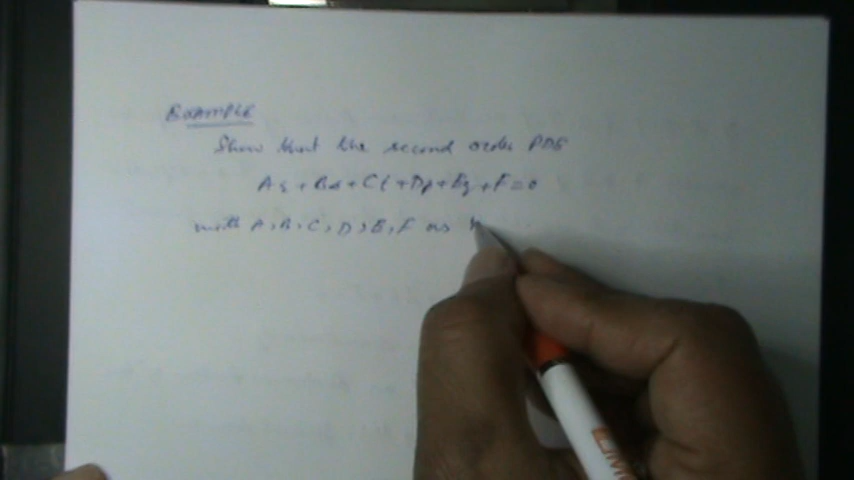 EXAMPLE
Show that the second order PDE
Ar + Bs + Ct + Dp + Eq + F = 0
with A, B, C, D, E, F as